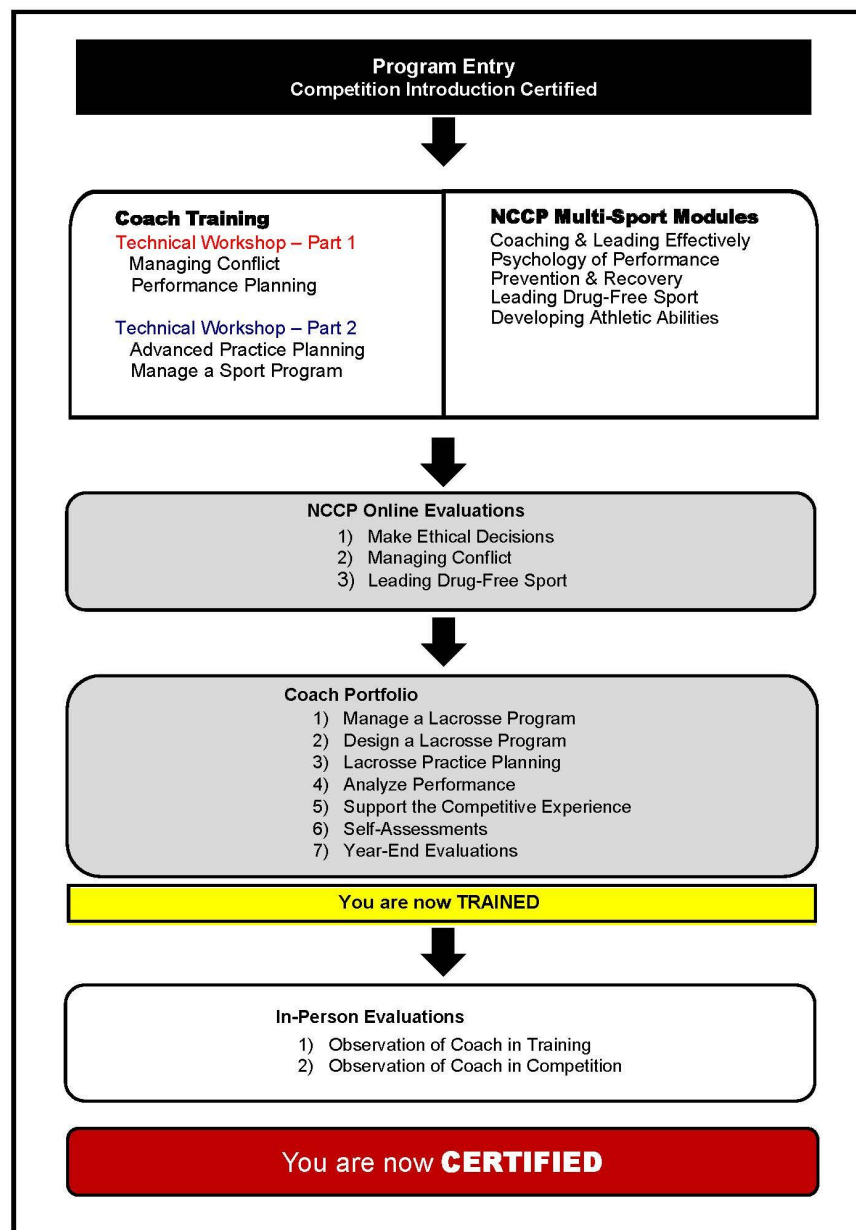 Program Entry
Competition Introduction Certified
Coach Training
Technical Workshop – Part 1
Managing Conflict
Performance Planning
Technical Workshop – Part 2
Advanced Practice Planning
Manage a Sport Program
NCCP Multi-Sport Modules
Coaching & Leading Effectively
Psychology of Performance
Prevention & Recovery
Leading Drug-Free Sport
Developing Athletic Abilities
NCCP Online Evaluations
1) Make Ethical Decisions
2) Managing Conflict
3) Leading Drug-Free Sport
Coach Portfolio
1) Manage a Lacrosse Program
2) Design a Lacrosse Program
3) Lacrosse Practice Planning
4) Analyze Performance
5) Support the Competitive Experience
6) Self-Assessments
7) Year-End Evaluations
You are now TRAINED
In-Person Evaluations
1) Observation of Coach in Training
2) Observation of Coach in Competition
You are now CERTIFIED